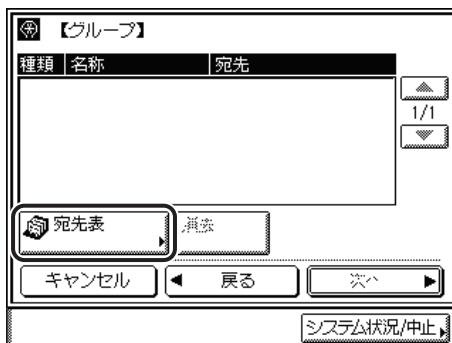 【グループ】
種類 名称 宛先
1/1
宛先表 消去
キャンセル ◀ 戻る 次へ ▶
システム状況/中止